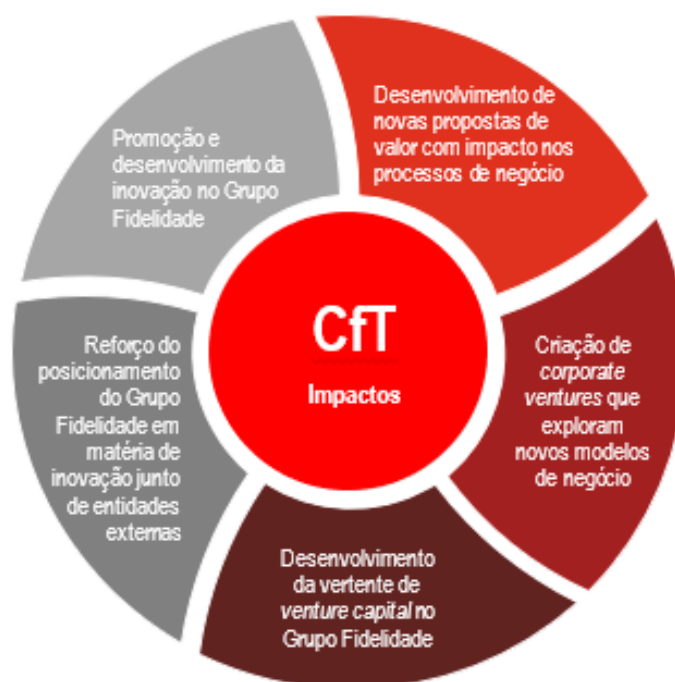 Promoção e
desenvolvimento da
inovação no Grupo
Fidelidade
Desenvolvimento de
novas propostas de
valor com impacto nos
processos de negócio
CfT
Impactos
Criação de
corporate
ventures que
exploram
novos modelos
de negócio
Desenvolvimento
da vertente de
venture capital no
Grupo Fidelidade
Reforço do
posicionamento
do Grupo
Fidelidade em
matéria de
inovação junto
de entidades
externas